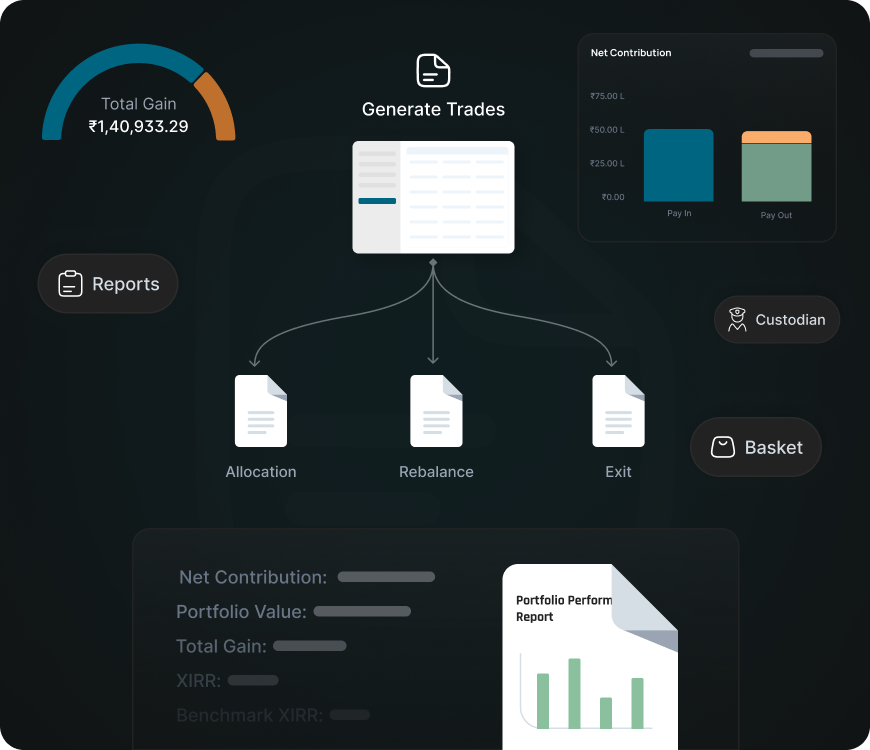 Total Gain
₹1,40,933.29
Generate Trades
Net Contribution
₹75.00 L
₹50.00 L
₹25.00 L
₹0.00
Pay In
Pay Out
Reports
Custodian
Allocation
Rebalance
Exit
Basket
Net Contribution:
Portfolio Value:
Total Gain:
XIRR:
Benchmark XIRR:
Portfolio Perform
Report